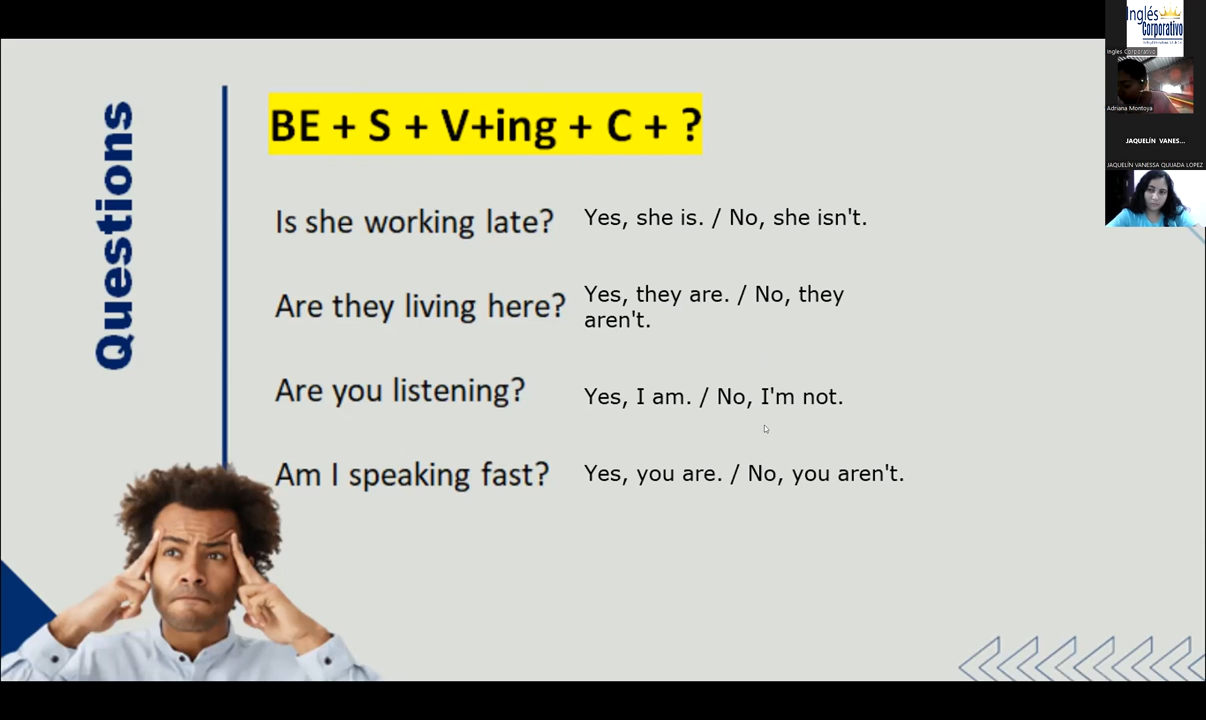 Questions
BE + S + V+ing + C + ?
Is she working late?
Yes, she is. / No, she isn't.
Are they living here?
Yes, they are. / No, they
aren't.
Are you listening?
Yes, I am. / No, I'm not.
Am I speaking fast?
Yes, you are. / No, you aren't.
Inglés
Corporativo
Ingles Corporativo
Adriana Montoya
JAQUELÍN VANES...
JAQUELÍN VANESSA QUIJADA LOPEZ